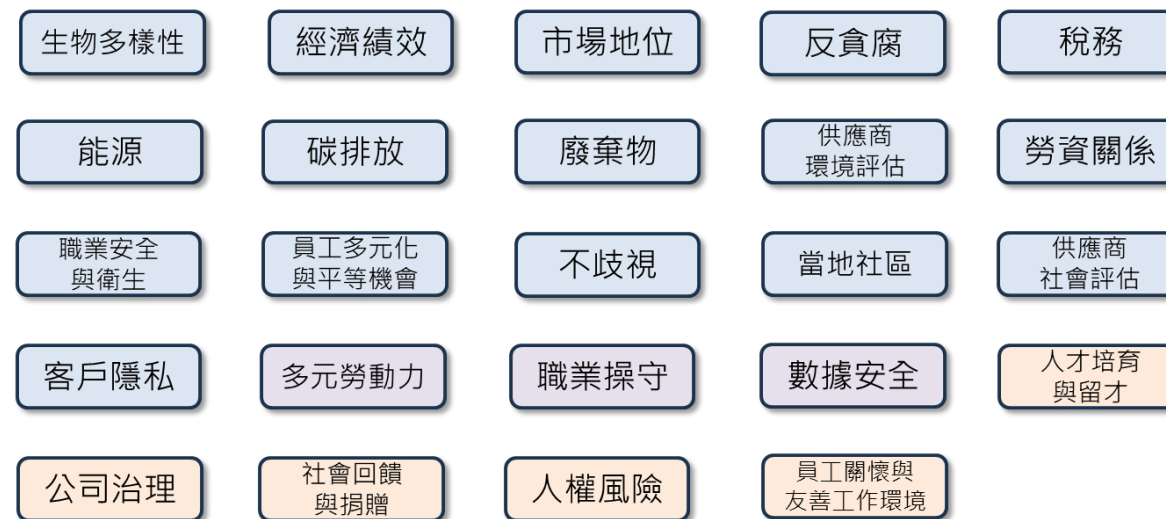 生物多樣性
經濟績效
市場地位
反貪腐
稅務
能源
碳排放
廢棄物
供應商
環境評估
勞資關係
職業安全
與衛生
員工多元化
與平等機會
不歧視
當地社區
供應商
社會評估
客戶隱私
多元勞動力
職業操守
數據安全
人才培育
與留才
公司治理
社會回饋
與捐贈
人權風險
員工關懷與
友善工作環境